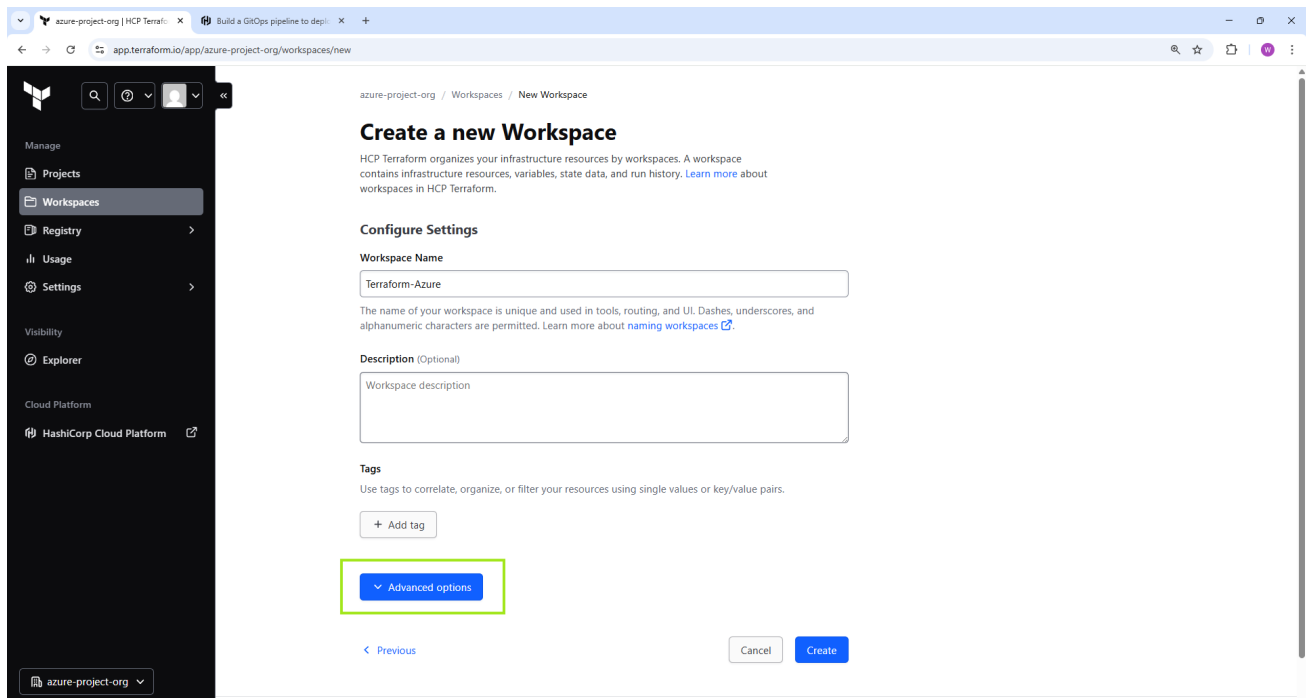 azure-project-org | HCP Terrafo
Build a GitOps pipeline to deplo
app.terraform.io/app/azure-project-org/workspaces/new
W
azure-project-org / Workspaces / New Workspace
Create a new Workspace
HCP Terraform organizes your infrastructure resources by workspaces. A workspace
contains infrastructure resources, variables, state data, and run history. Learn more about
workspaces in HCP Terraform.
Configure Settings
Workspace Name
Terraform-Azure
The name of your workspace is unique and used in tools, routing, and UI. Dashes, underscores, and
alphanumeric characters are permitted. Learn more about naming workspaces.
Description (Optional)
Workspace description
Tags
Use tags to correlate, organize, or filter your resources using single values or key/value pairs.
+ Add tag
Advanced options
Previous
Cancel
Create
Manage
Projects
Workspaces
Registry
Usage
Settings
Visibility
Explorer
Cloud Platform
HashiCorp Cloud Platform
azure-project-org